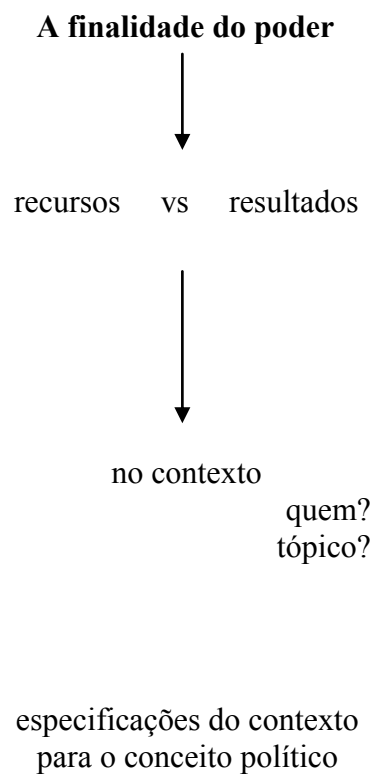 A finalidade do poder
recursos vs resultados
no contexto
quem?
tópico?
especificações do contexto
para o conceito político